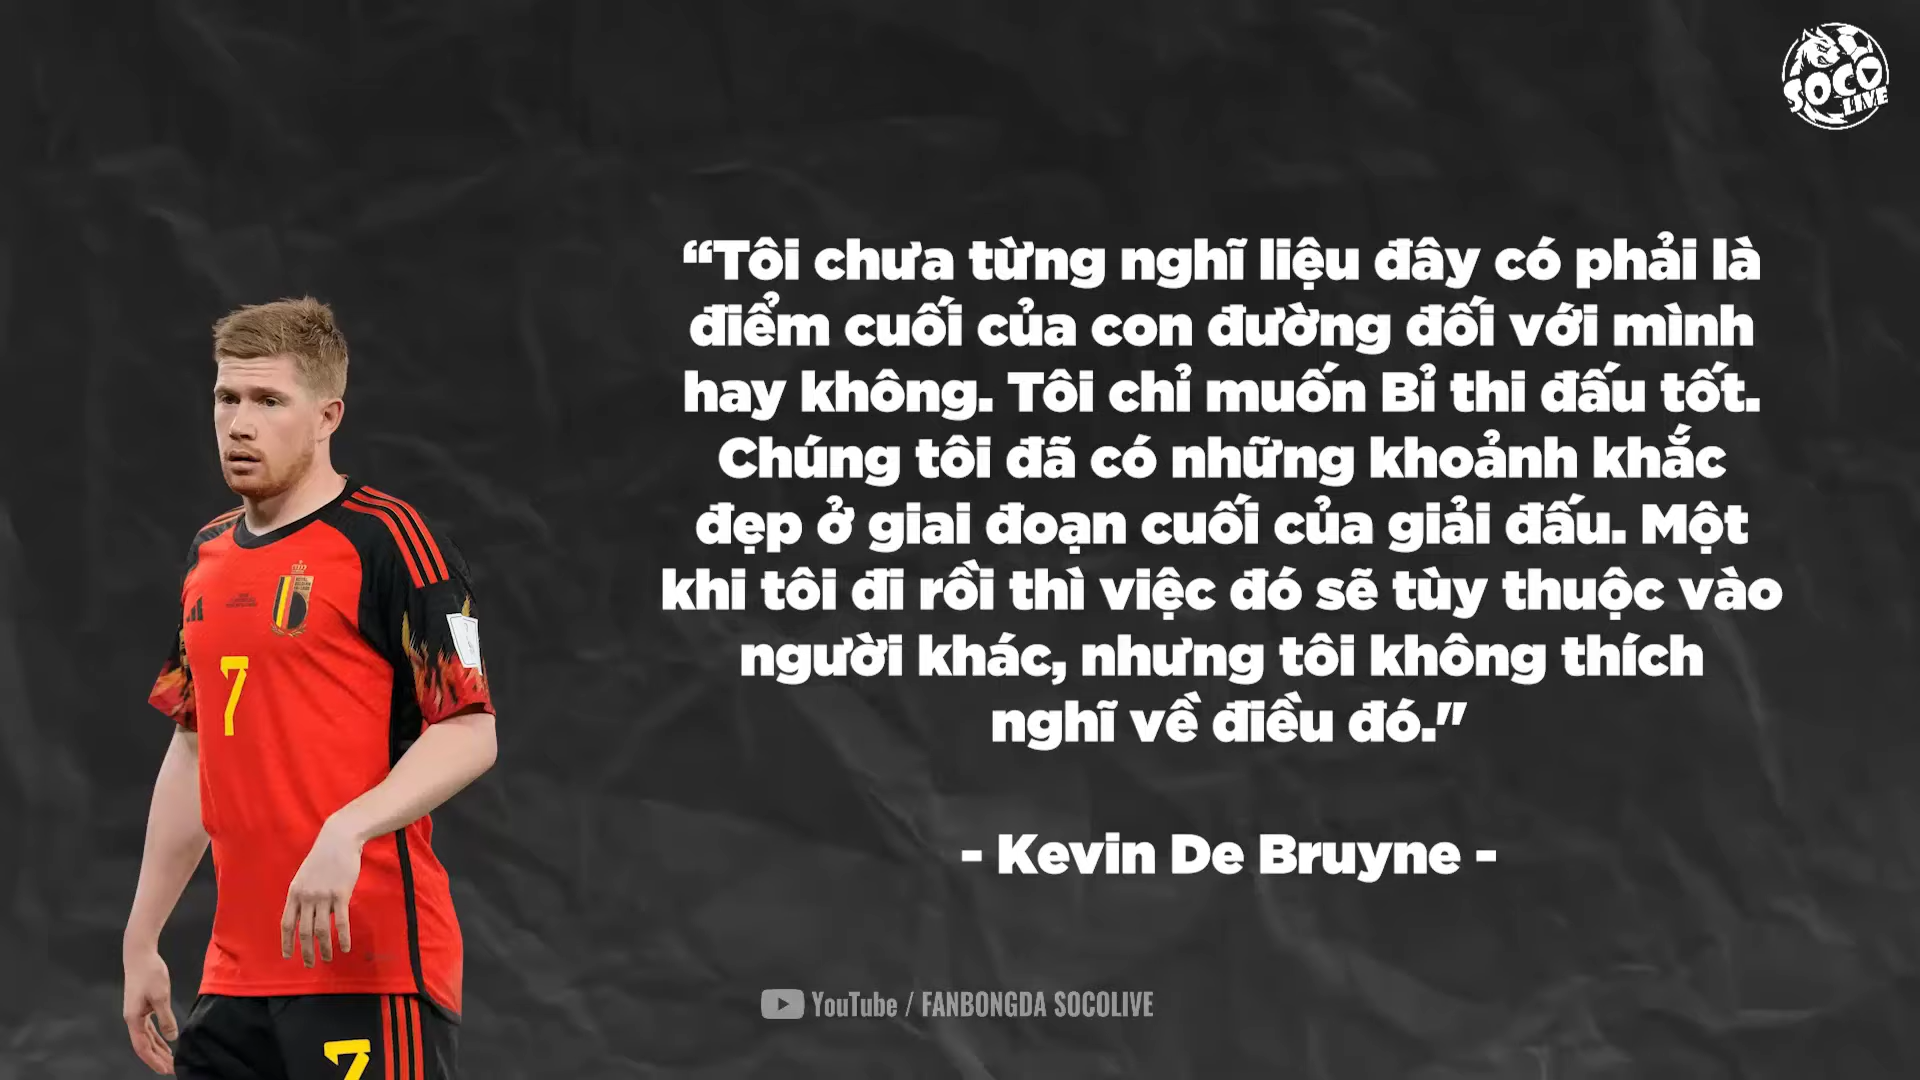 SOCO
LIVE
“Tôi chưa từng nghĩ liệu đây có phải là
điểm cuối của con đường đối với mình
hay không. Tôi chỉ muốn Bỉ thi đấu tốt.
Chúng tôi đã có những khoảnh khắc
đẹp ở giai đoạn cuối của giải đấu. Một
khi tôi đi rồi thì việc đó sẽ tùy thuộc vào
người khác, nhưng tôi không thích
nghĩ về điều đó."
- Kevin De Bruyne -
7
7
YouTube / FANBONGDA SOCOLIVE